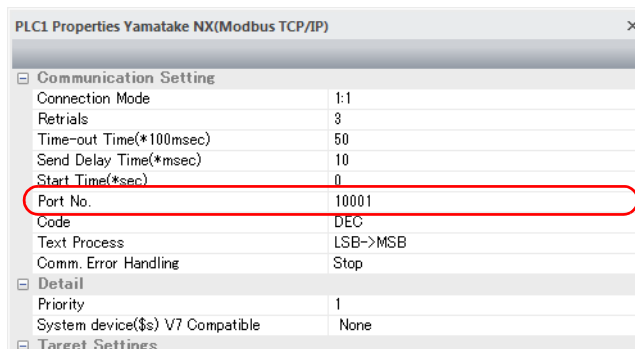 PLC1 Properties Yamatake NX(Modbus TCP/IP)
Communication Setting
Connection Mode 1:1
Retrials 3
Time-out Time(*100msec) 50
Send Delay Time(*msec) 10
Start Time(*sec) 0
Port No. 10001
Code DEC
Text Process LSB->MSB
Comm. Error Handling Stop
Detail
Priority 1
System device($s) V7 Compatible None
Target Settings